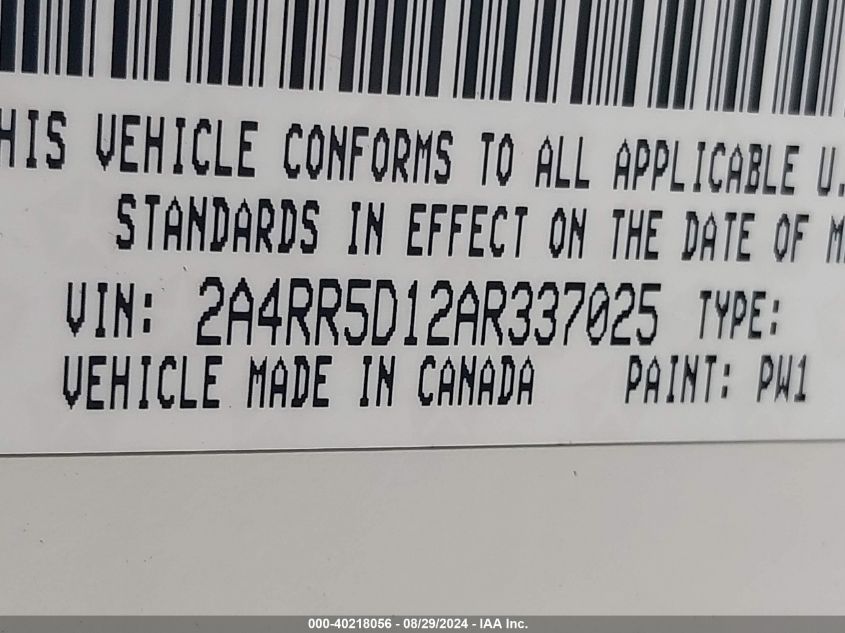 HIS VEHICLE CONFORMS TO ALL APPLICABLE U.
STANDARDS IN EFFECT ON THE DATE OF M
VIN: 2A4RR5D12AR337025 TYPE:
VEHICLE MADE IN CANADA PAINT: PW1
000-40218056 - 08/29/2024 - IAA Inc.